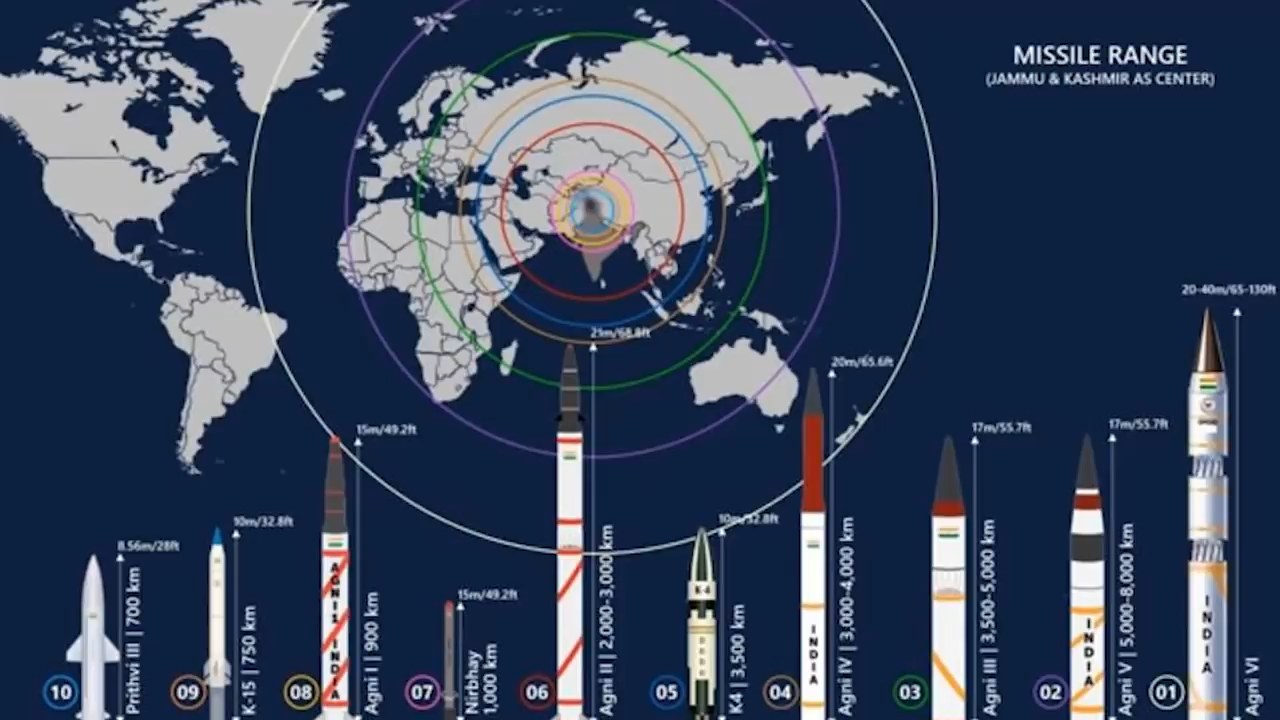 MISSILE RANGE
(JAMMU & KASHMIR AS CENTER)
20-40m/65-130ft
21m/68.8ft
20m/65.6ft
15m/49.2ft
17m/55.7ft
17m/55.7ft
10m/32.8ft
10m/32.8ft
8.56m/28ft
15m/49.2ft
10
Prithvi III | 700 km
09
K-15 | 750 km
08
AGNI I INDIA
Agni I | 900 km
07
Nirbhay
1,000 km
06
Agni II | 2,000-3,000 km
05
K-4
K4 | 3,500 km
04
INDIA
Agni IV | 3,000-4,000 km
03
Agni III | 3,500-5,000 km
02
INDIA
Agni V | 5,000-8,000 km
01
INDIA
Agni VI